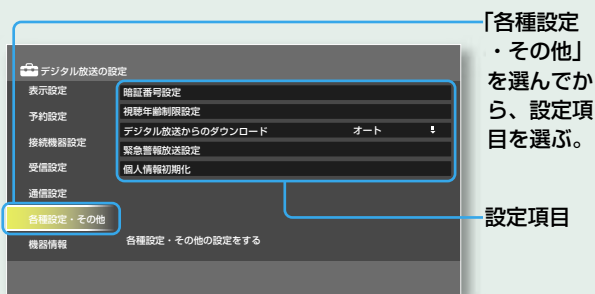 「各種設定
・その他」
を選んでか
ら、設定項
目を選ぶ。
デジタル放送の設定
表示設定
予約設定
接続機器設定
受信設定
通信設定
各種設定・その他
機器情報
暗証番号設定
視聴年齢制限設定
デジタル放送からのダウンロード オート
緊急警報放送設定
個人情報初期化
各種設定・その他の設定をする
設定項目